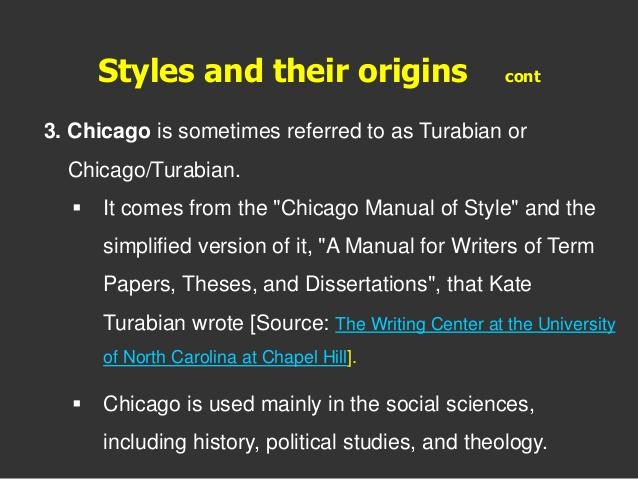 Styles and their origins cont
3. Chicago is sometimes referred to as Turabian or
Chicago/Turabian.
▪ It comes from the "Chicago Manual of Style" and the
simplified version of it, "A Manual for Writers of Term
Papers, Theses, and Dissertations", that Kate
Turabian wrote [Source: The Writing Center at the University
of North Carolina at Chapel Hill].
▪ Chicago is used mainly in the social sciences,
including history, political studies, and theology.